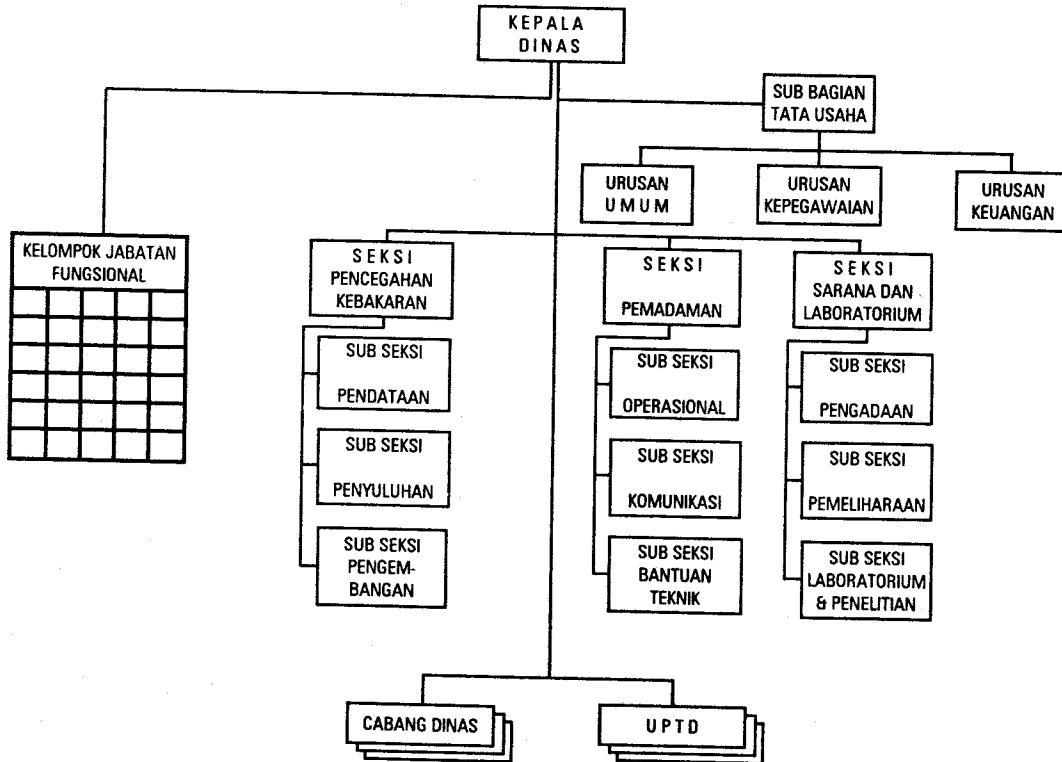 KEPALA
DINAS
SUB BAGIAN
TATA USAHA
URUSAN
UMUM
URUSAN
KEPEGAWAIAN
URUSAN
KEUANGAN
KELOMPOK JABATAN
FUNGSIONAL
SEKSI
PENCEGAHAN
KEBAKARAN
SEKSI
PEMADAMAN
SEKSI
SARANA DAN
LABORATORIUM
SUB SEKSI
PENDATAAN
SUB SEKSI
PENYULUHAN
SUB SEKSI
PENGEM-
BANGAN
SUB SEKSI
OPERASIONAL
SUB SEKSI
KOMUNIKASI
SUB SEKSI
BANTUAN
TEKNIK
SUB SEKSI
PENGADAAN
SUB SEKSI
PEMELIHARAAN
SUB SEKSI
LABORATORIUM
& PENELITIAN
CABANG DINAS
UPTD